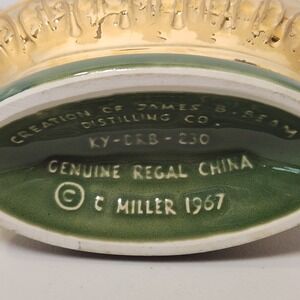 CREATION OF JAMES B. BEAM
DISTILLING CO.
KY-DRB-230
GENUINE REGAL CHINA
© C MILLER 1967